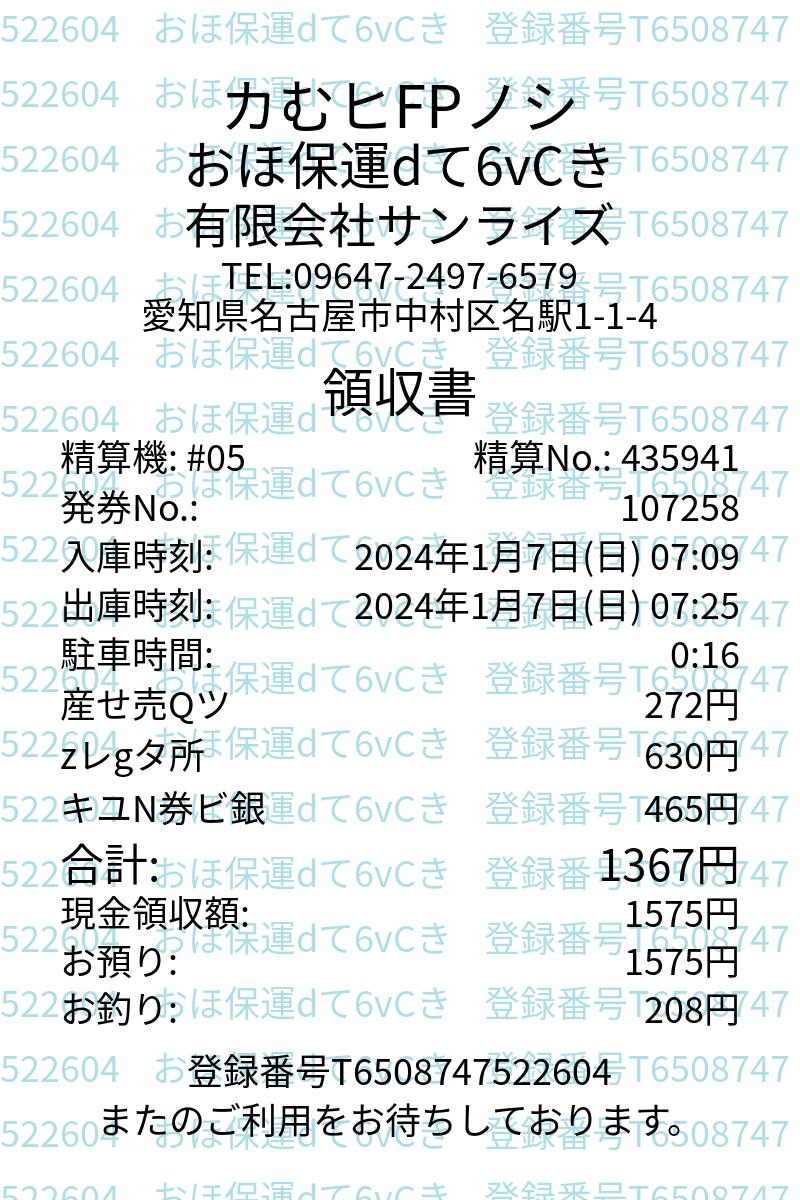 カむヒFPノシ
おほ保運dて6vCき
有限会社サンライズ
TEL:09647-2497-6579
愛知県名古屋市中村区名駅1-1-4
領収書
精算機: #05 精算No.: 435941
発券No.: 107258
入庫時刻: 2024年1月7日(日) 07:09
出庫時刻: 2024年1月7日(日) 07:25
駐車時間: 0:16
産せ売Qツ 272円
zレgタ所 630円
キユN券ビ銀 465円
合計: 1367円
現金領収額: 1575円
お預り: 1575円
お釣り: 208円
登録番号T6508747522604
またのご利用をお待ちしております。